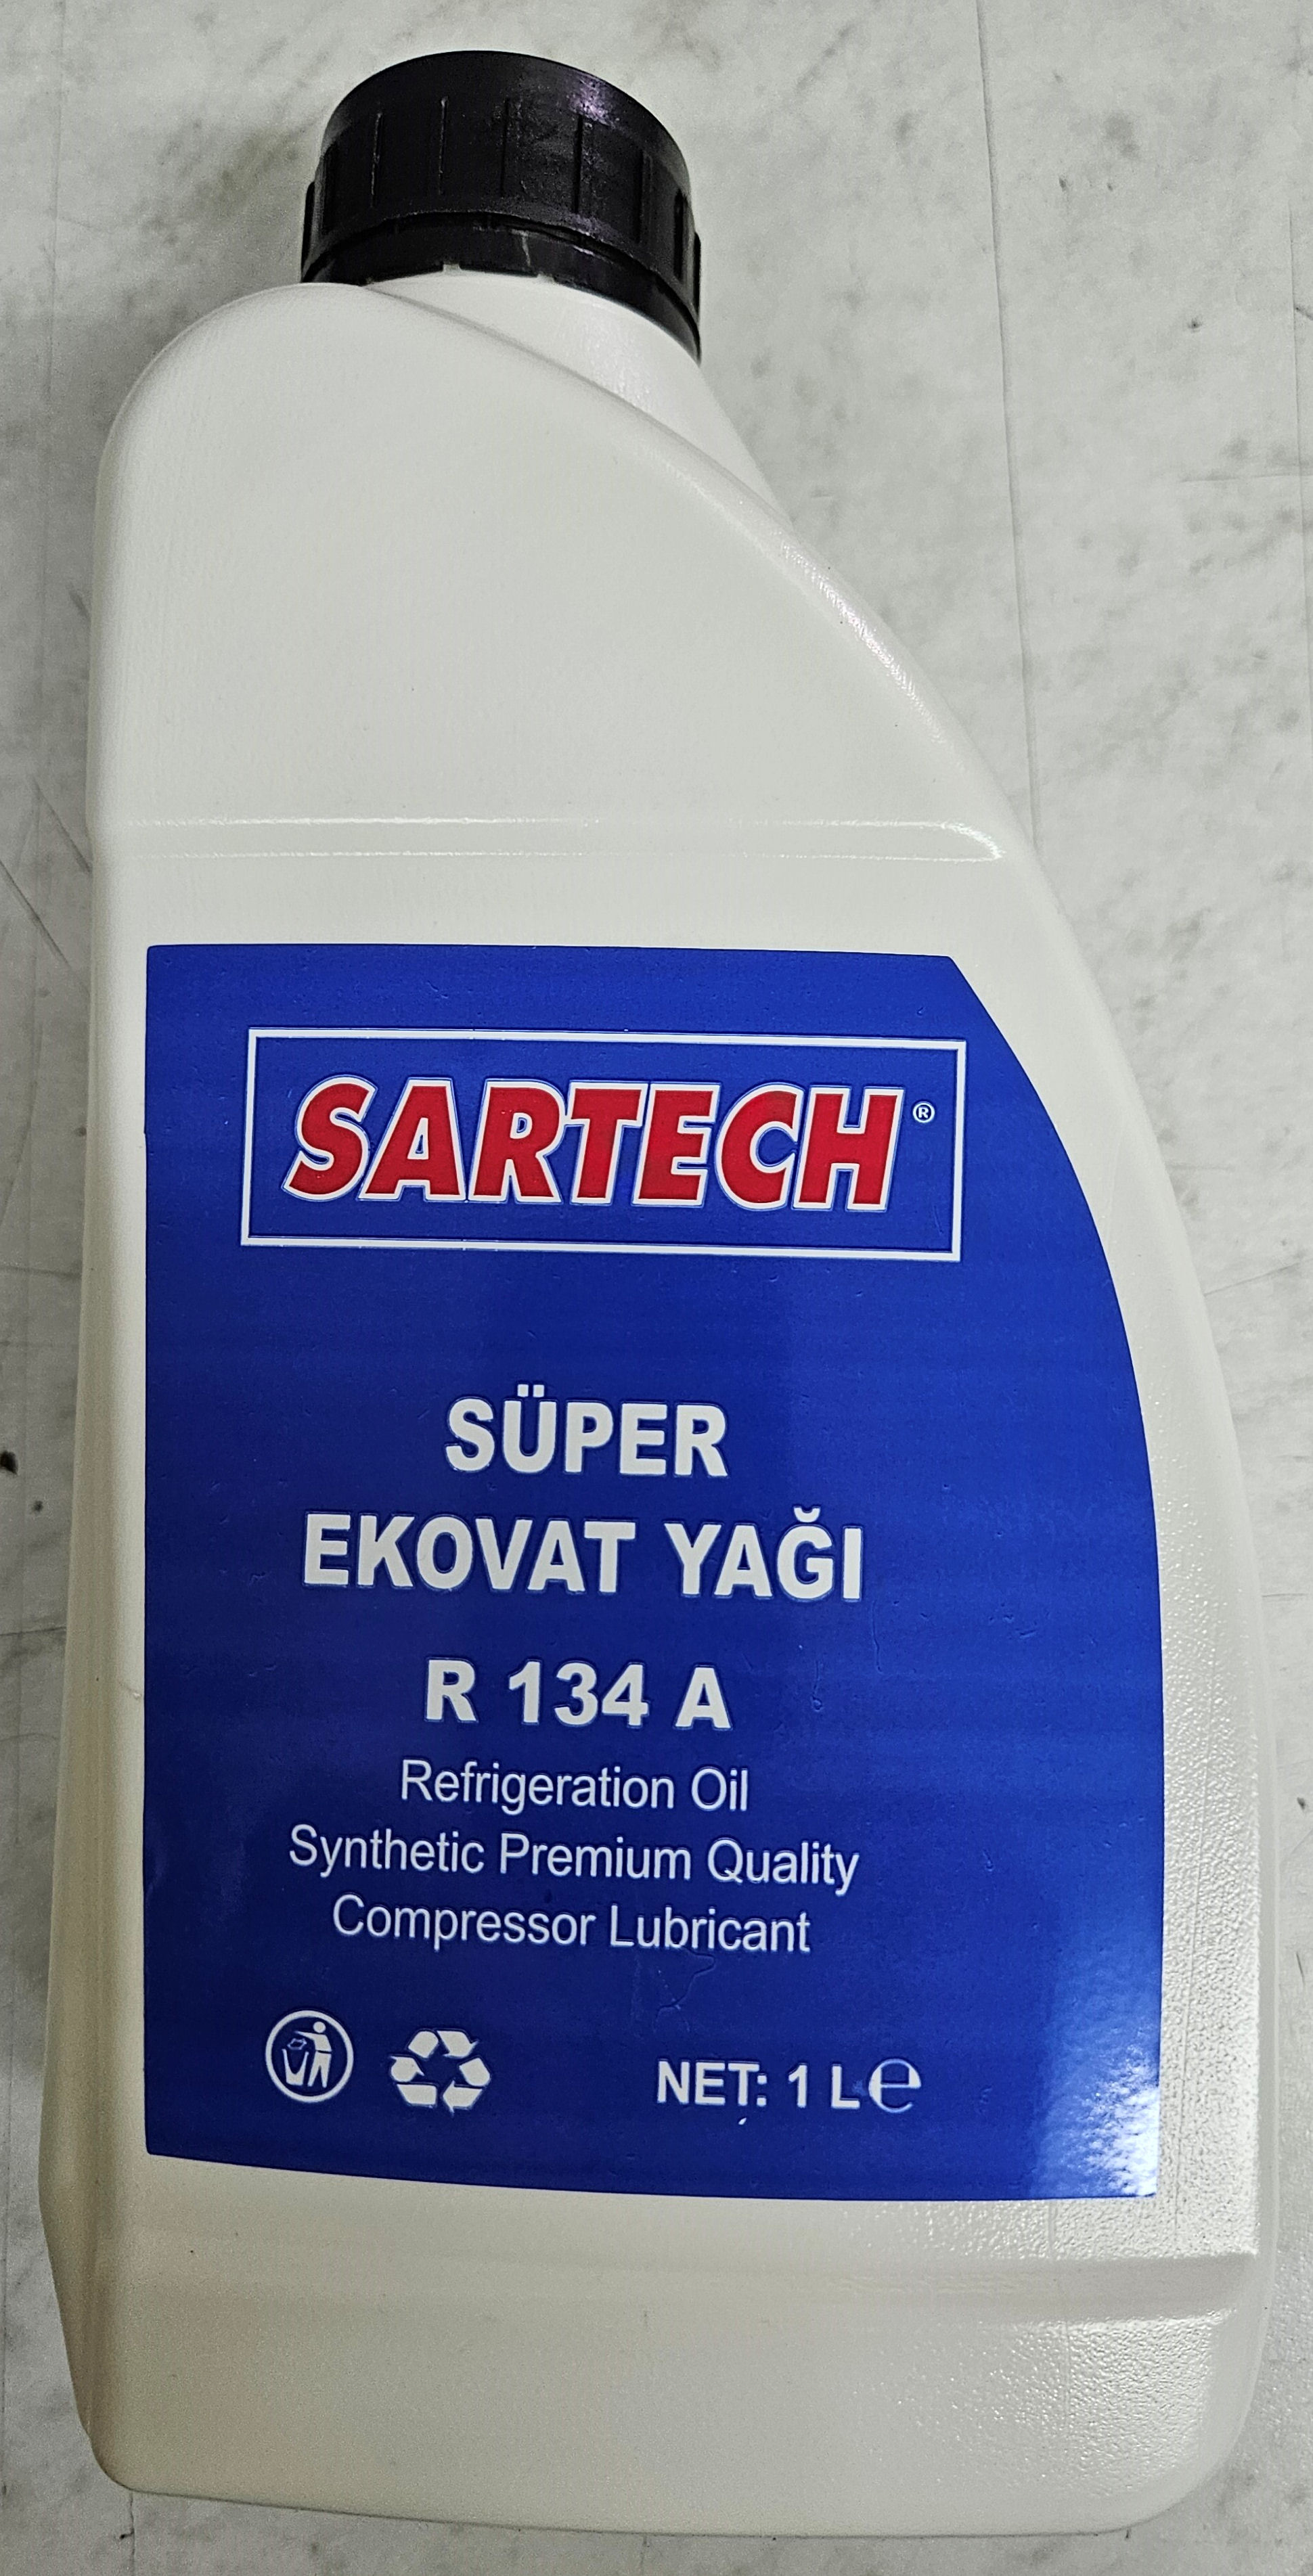 SARTECH®
SÜPER
EKOVAT YAĞI
R 134 A
Refrigeration Oil
Synthetic Premium Quality
Compressor Lubricant
NET: 1 L ℮